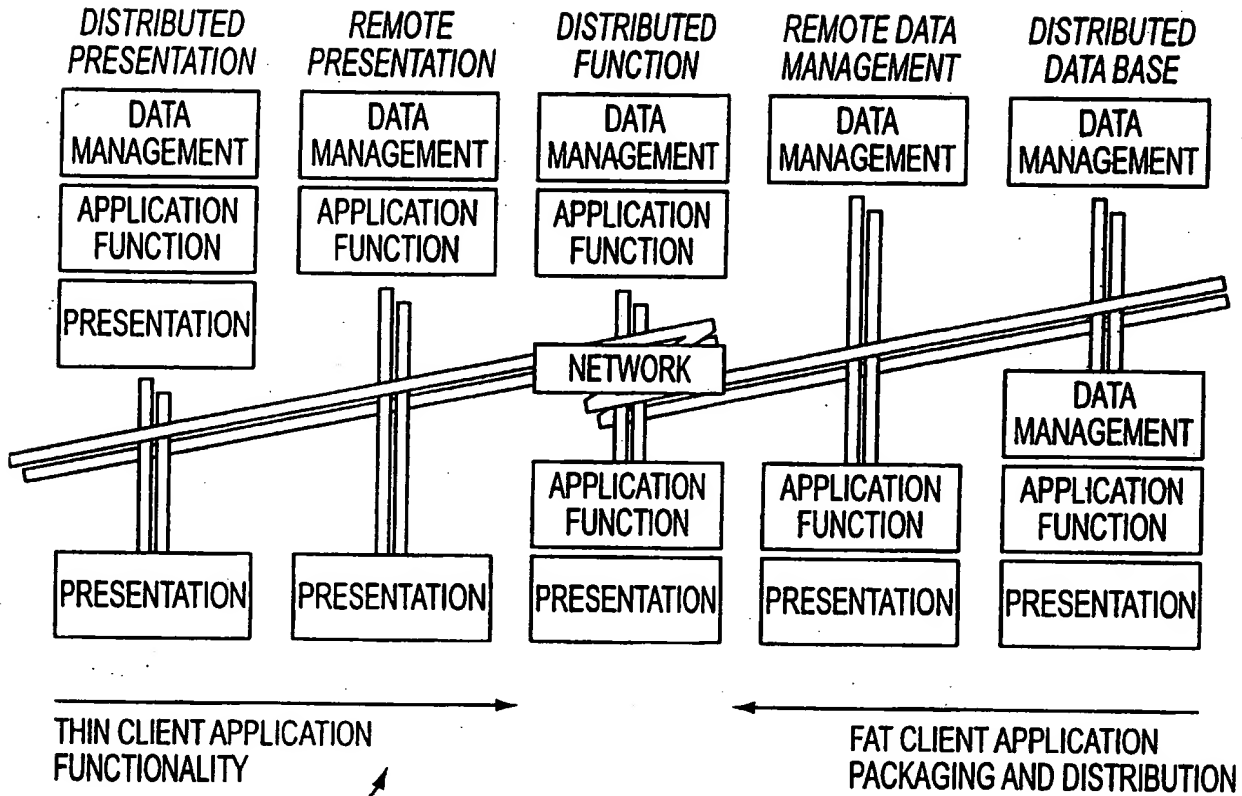 DISTRIBUTED
PRESENTATION
REMOTE
PRESENTATION
DISTRIBUTED
FUNCTION
REMOTE DATA
MANAGEMENT
DISTRIBUTED
DATA BASE
DATA
MANAGEMENT
APPLICATION
FUNCTION
PRESENTATION
PRESENTATION
DATA
MANAGEMENT
APPLICATION
FUNCTION
PRESENTATION
DATA
MANAGEMENT
APPLICATION
FUNCTION
NETWORK
APPLICATION
FUNCTION
PRESENTATION
DATA
MANAGEMENT
APPLICATION
FUNCTION
PRESENTATION
DATA
MANAGEMENT
DATA
MANAGEMENT
APPLICATION
FUNCTION
PRESENTATION
THIN CLIENT APPLICATION
FUNCTIONALITY
FAT CLIENT APPLICATION
PACKAGING AND DISTRIBUTION